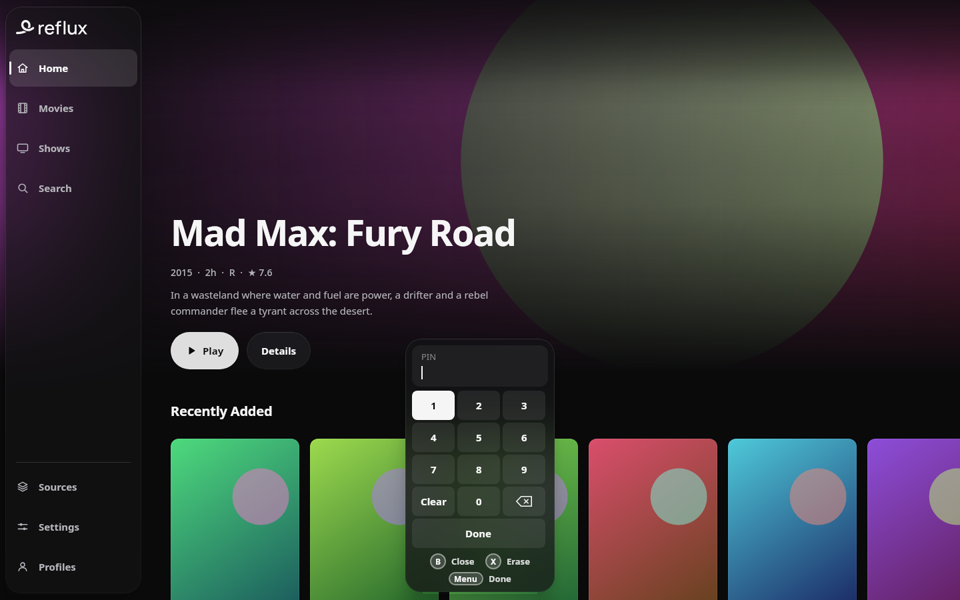 reflux
Home
Movies
Shows
Search
Mad Max: Fury Road
2015 · 2h · R · ★ 7.6
In a wasteland where water and fuel are power, a drifter and a rebel
commander flee a tyrant across the desert.
Play Details
Recently Added
PIN
1 2 3
4 5 6
7 8 9
Clear 0
Done
B Close X Erase
Menu Done
Sources
Settings
Profiles